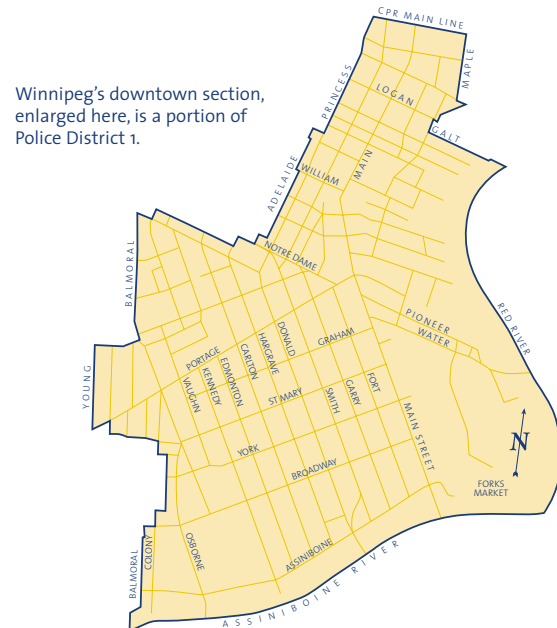 CPR MAIN LINE
MAPLE
PRINCESS
LOGAN
Winnipeg's downtown section,
enlarged here, is a portion of
Police District 1.
GALT
MAIN
ADELAIDE
WILLIAM
BALMORAL
NOTRE DAME
RED RIVER
PIONEER
WATER
DONALD
HARGRAVE
CARLTON
EDMONTON
KENNEDY
VAUGHN
PORTAGE
GRAHAM
YOUNG
ST MARY
SMITH
GARRY
FORT
MAIN STREET
N
YORK
BROADWAY
FORKS
MARKET
OSBORNE
COLONY
BALMORAL
ASSINIBOINE
ASSINIBOINE RIVER